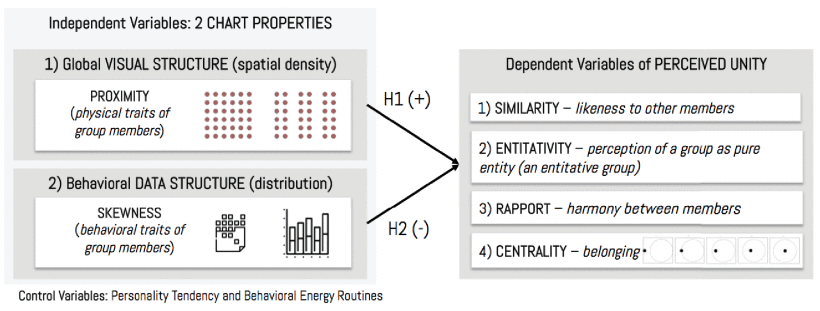 Independent Variables: 2 CHART PROPERTIES
1) Global VISUAL STRUCTURE (spatial density)
PROXIMITY
(physical traits of
group members)
2) Behavioral DATA STRUCTURE (distribution)
SKEWNESS
(behavioral traits of
group members)
Control Variables: Personality Tendency and Behavioral Energy Routines
H1 (+)
H2 (-)
Dependent Variables of PERCEIVED UNITY
1) SIMILARITY – likeness to other members
2) ENTITATIVITY – perception of a group as pure
entity (an entitative group)
3) RAPPORT – harmony between members
4) CENTRALITY – belonging